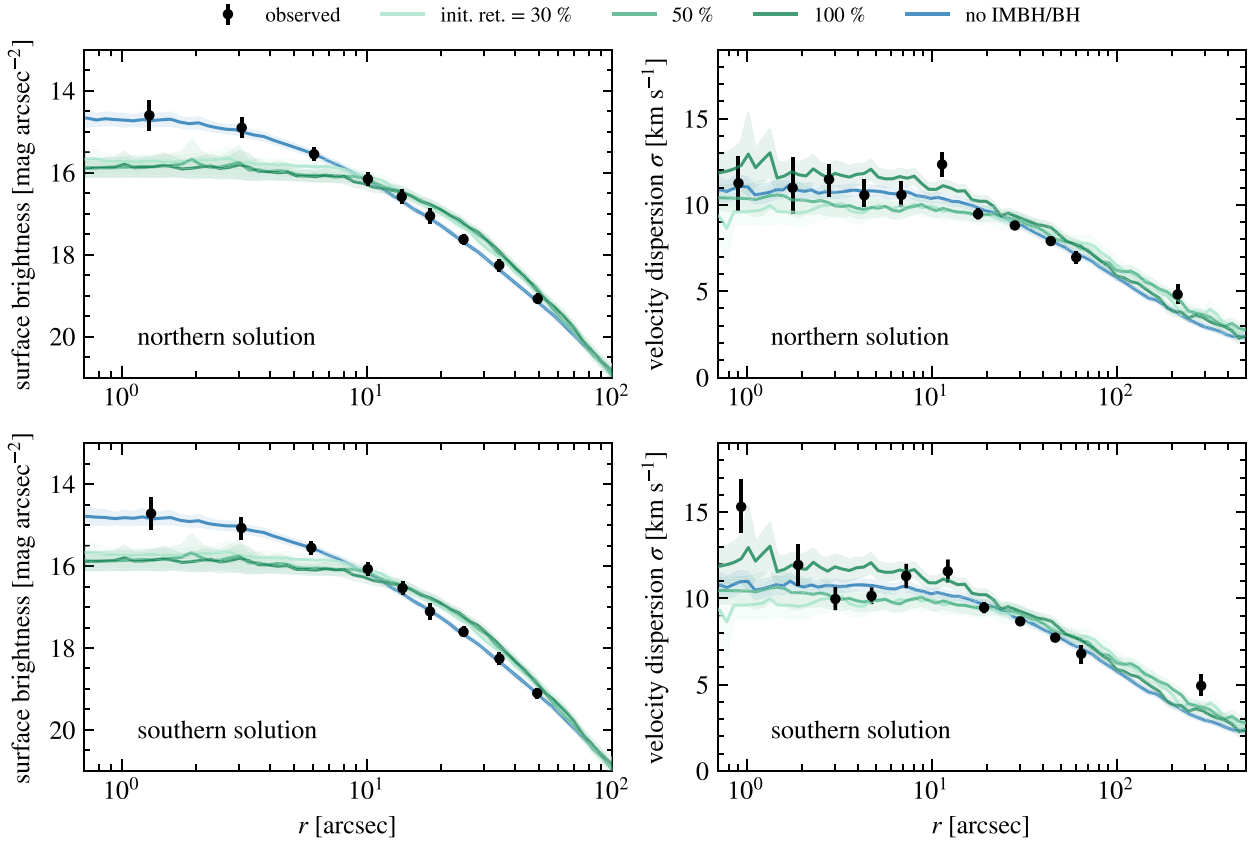 observed init. ret. = 30 % 50 % 100 % no IMBH/BH
surface brightness [mag arcsec⁻²]
14
16
18
20
10⁰ 10¹ 10²
northern solution
velocity dispersion σ [km s⁻¹]
15
10
5
0
10⁰ 10¹ 10²
northern solution
surface brightness [mag arcsec⁻²]
14
16
18
20
10⁰ 10¹ 10²
southern solution
r [arcsec]
velocity dispersion σ [km s⁻¹]
15
10
5
0
10⁰ 10¹ 10²
southern solution
r [arcsec]